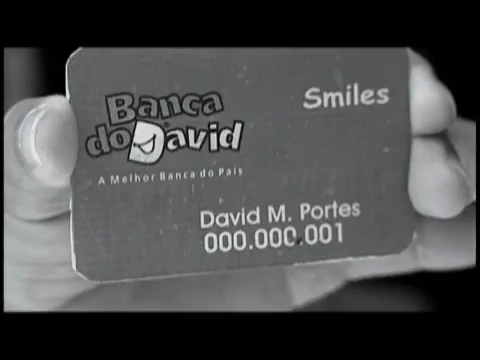 Banca
do David
A Melhor Banca do País
Smiles
David M. Portes
000.000.001